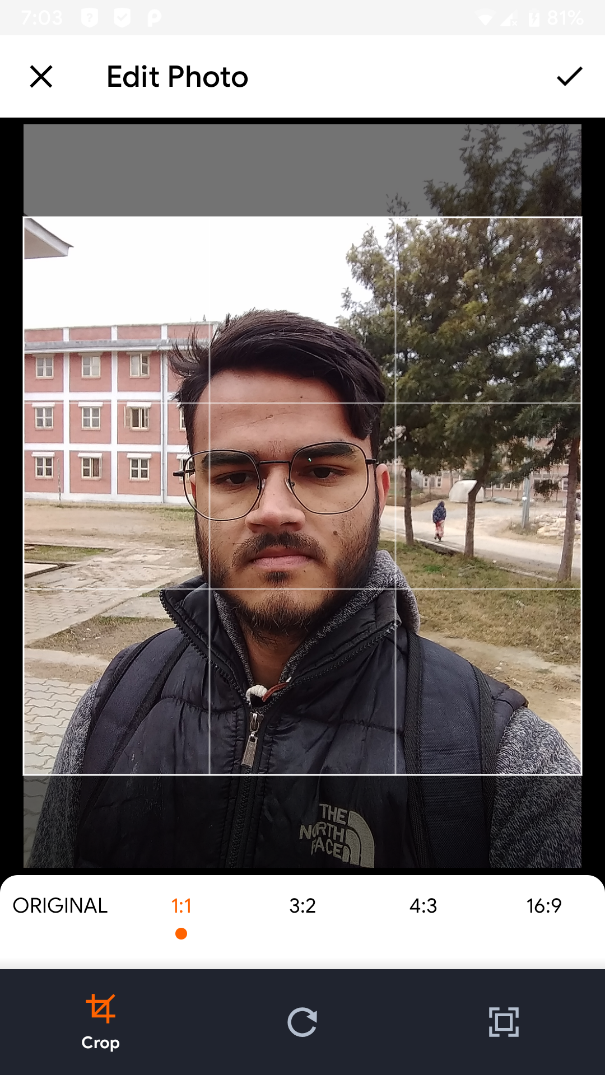 7:03
81%
Edit Photo
THE
NORTH
FACE
ORIGINAL
1:1
3:2
4:3
16:9
Crop